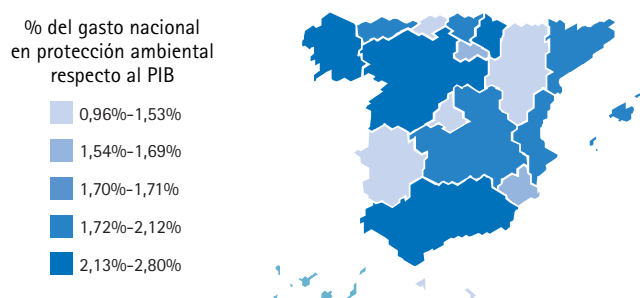 % del gasto nacional
en protección ambiental
respecto al PIB
0,96%-1,53%
1,54%-1,69%
1,70%-1,71%
1,72%-2,12%
2,13%-2,80%